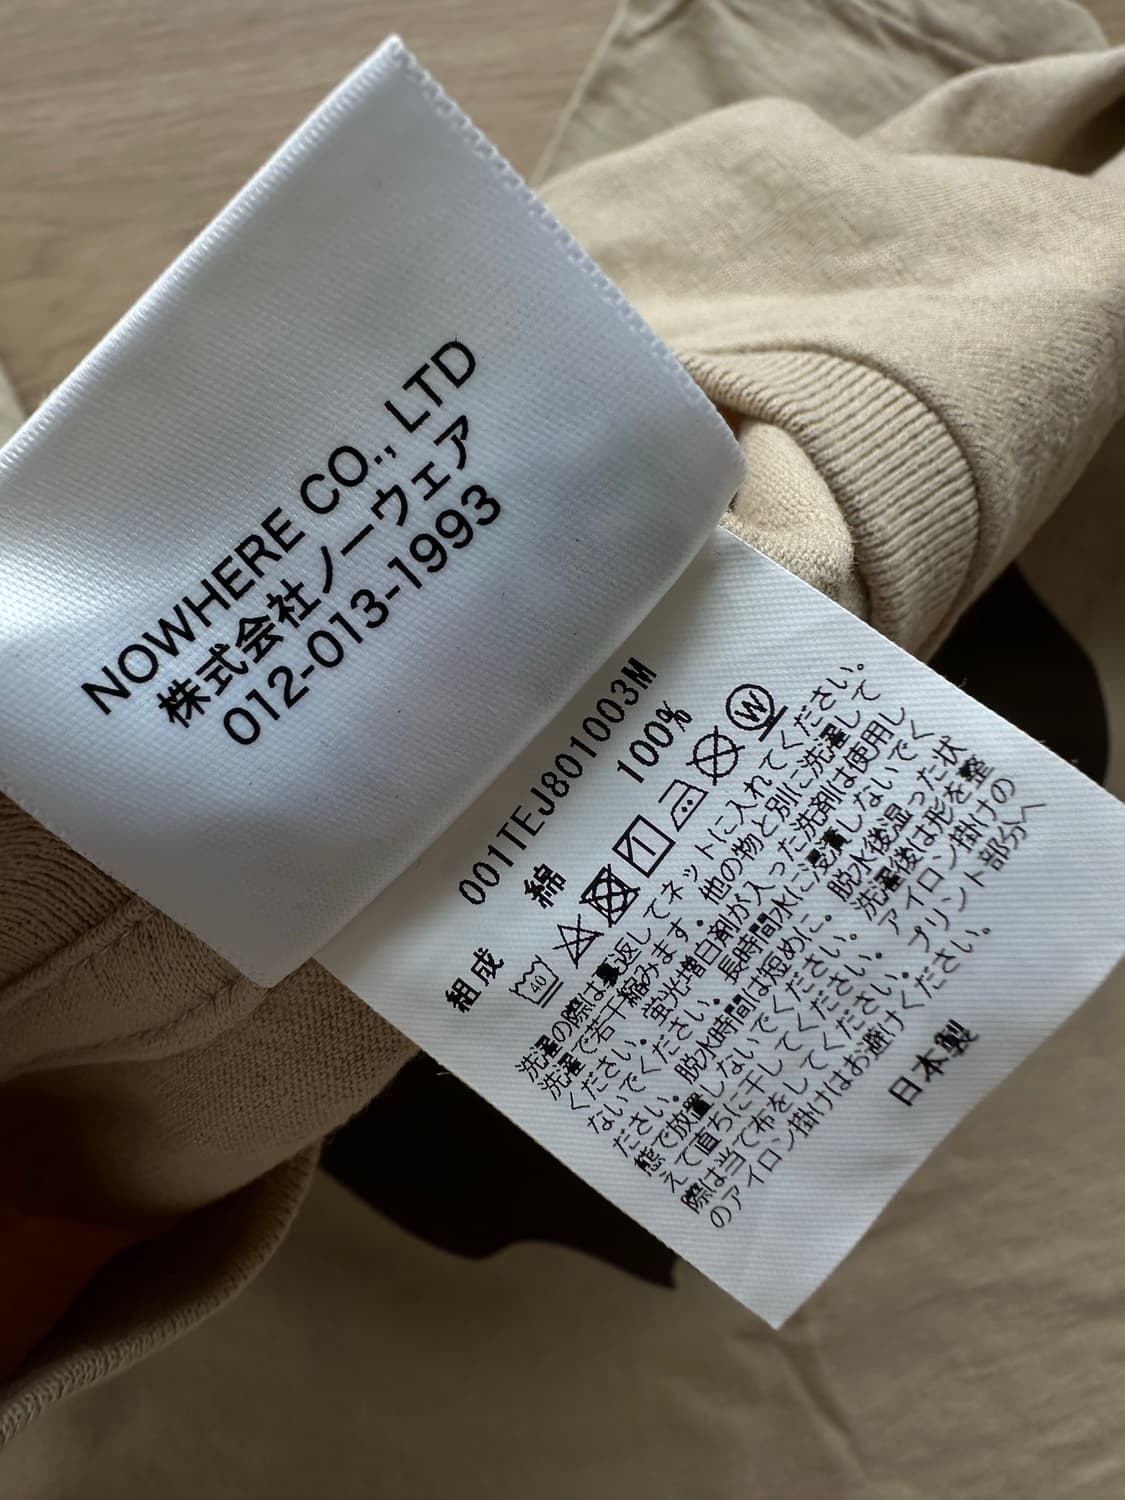 NOWHERE CO., LTD
株式会社ノーウェア
012-013-1993
001TEJ801003M
組成 綿 100%
40 W
洗濯の際は裏返してネットに入れてください。
洗濯で若干縮みます。他の物と別に洗濯して
ください。蛍光増白剤が入った洗剤は使用し
ないでください。長時間水に浸漬しないでく
ださい。脱水時間は短めに。脱水後湿った状
態で放置しないでください。洗濯後は形を整
えて直ちに干してください。アイロン掛けの
際は当て布をしてください。プリント部分へ
のアイロン掛けはお避けください。
日本製